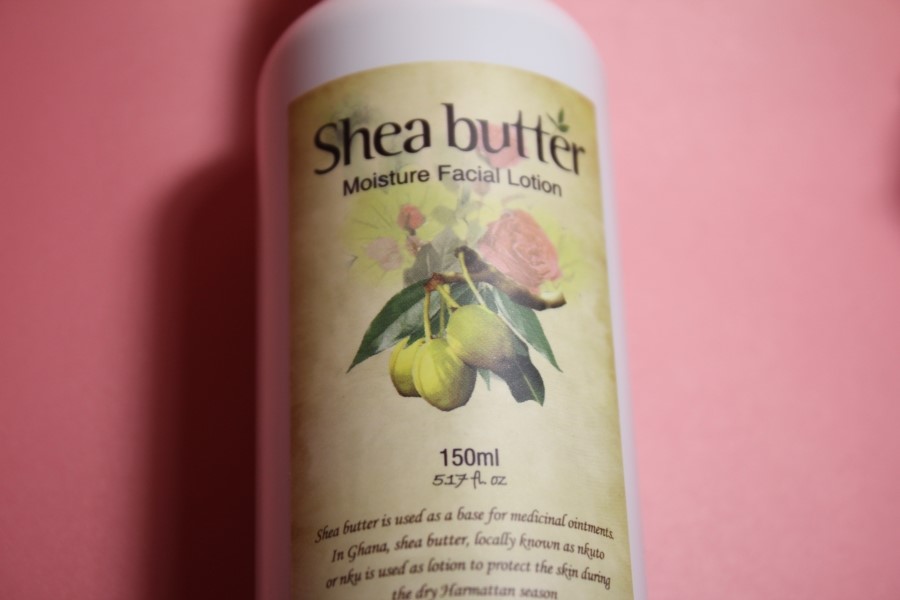 Shea butter
Moisture Facial Lotion
150ml
5.17 fl. oz
Shea butter is used as a base for medicinal ointments.
In Ghana, shea butter, locally known as nkuto
or nku is used as lotion to protect the skin during
the dry Harmattan season